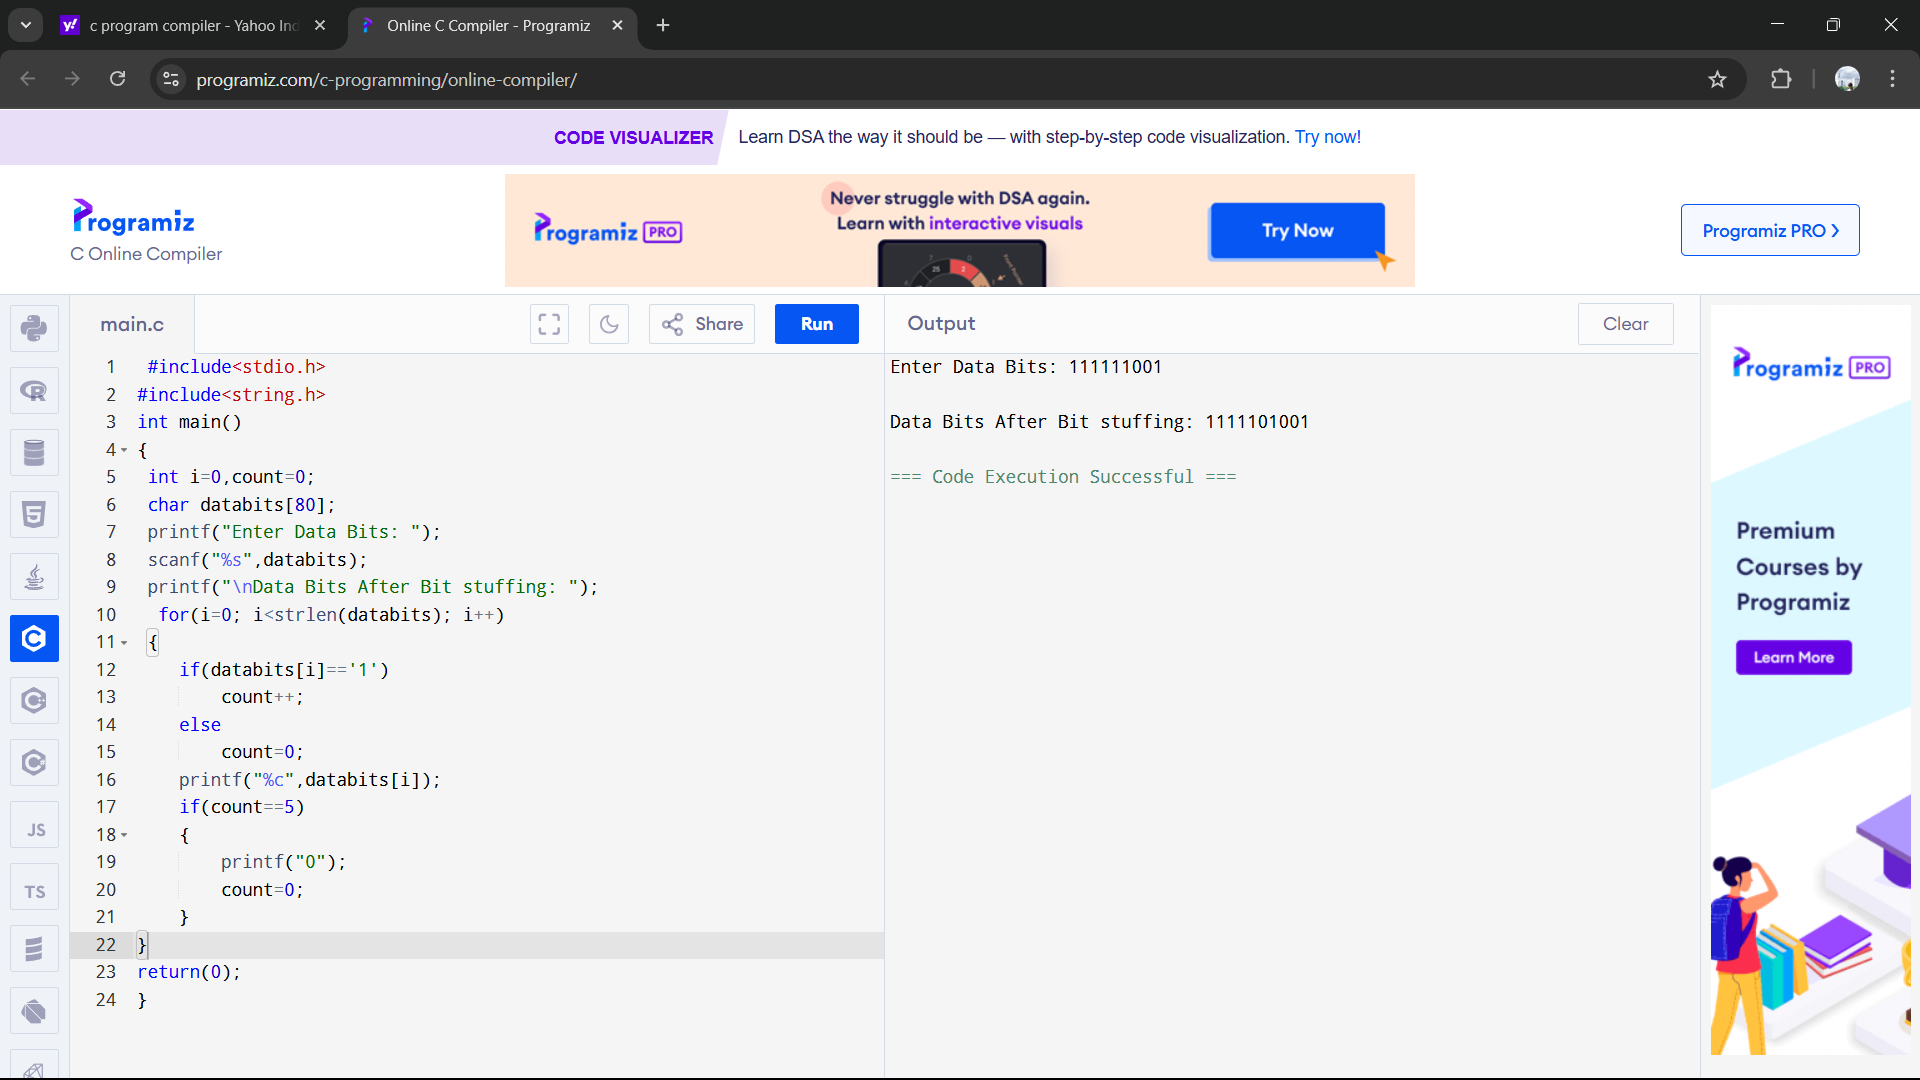 c program compiler - Yahoo Ind
Online C Compiler - Programiz
programiz.com/c-programming/online-compiler/
CODE VISUALIZER
Learn DSA the way it should be — with step-by-step code visualization. Try now!
Programiz
C Online Compiler
Programiz PRO
Never struggle with DSA again.
Learn with interactive visuals
Try Now
Programiz PRO >
main.c
Share
Run
Output
Clear
1 #include<stdio.h>
2 #include<string.h>
3 int main()
4 {
5 int i=0,count=0;
6 char databits[80];
7 printf("Enter Data Bits: ");
8 scanf("%s",databits);
9 printf("\nData Bits After Bit stuffing: ");
10 for(i=0; i<strlen(databits); i++)
11 {
12 if(databits[i]=='1')
13 count++;
14 else
15 count=0;
16 printf("%c",databits[i]);
17 if(count==5)
18 {
19 printf("0");
20 count=0;
21 }
22 }
23 return(0);
24 }
Enter Data Bits: 111111001
Data Bits After Bit stuffing: 1111101001
=== Code Execution Successful ===
Programiz PRO
Premium
Courses by
Programiz
Learn More
JS
TS